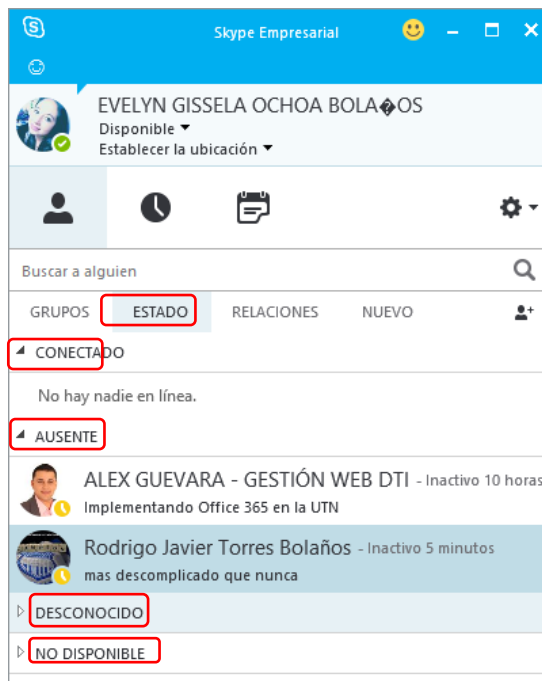 Skype Empresarial
EVELYN GISSELA OCHOA BOLA�OS
Disponible
Establecer la ubicación
Buscar a alguien
GRUPOS ESTADO RELACIONES NUEVO
CONECTADO
No hay nadie en línea.
AUSENTE
ALEX GUEVARA - GESTIÓN WEB DTI - Inactivo 10 horas
Implementando Office 365 en la UTN
Rodrigo Javier Torres Bolaños - Inactivo 5 minutos
mas descomplicado que nunca
DESCONOCIDO
NO DISPONIBLE